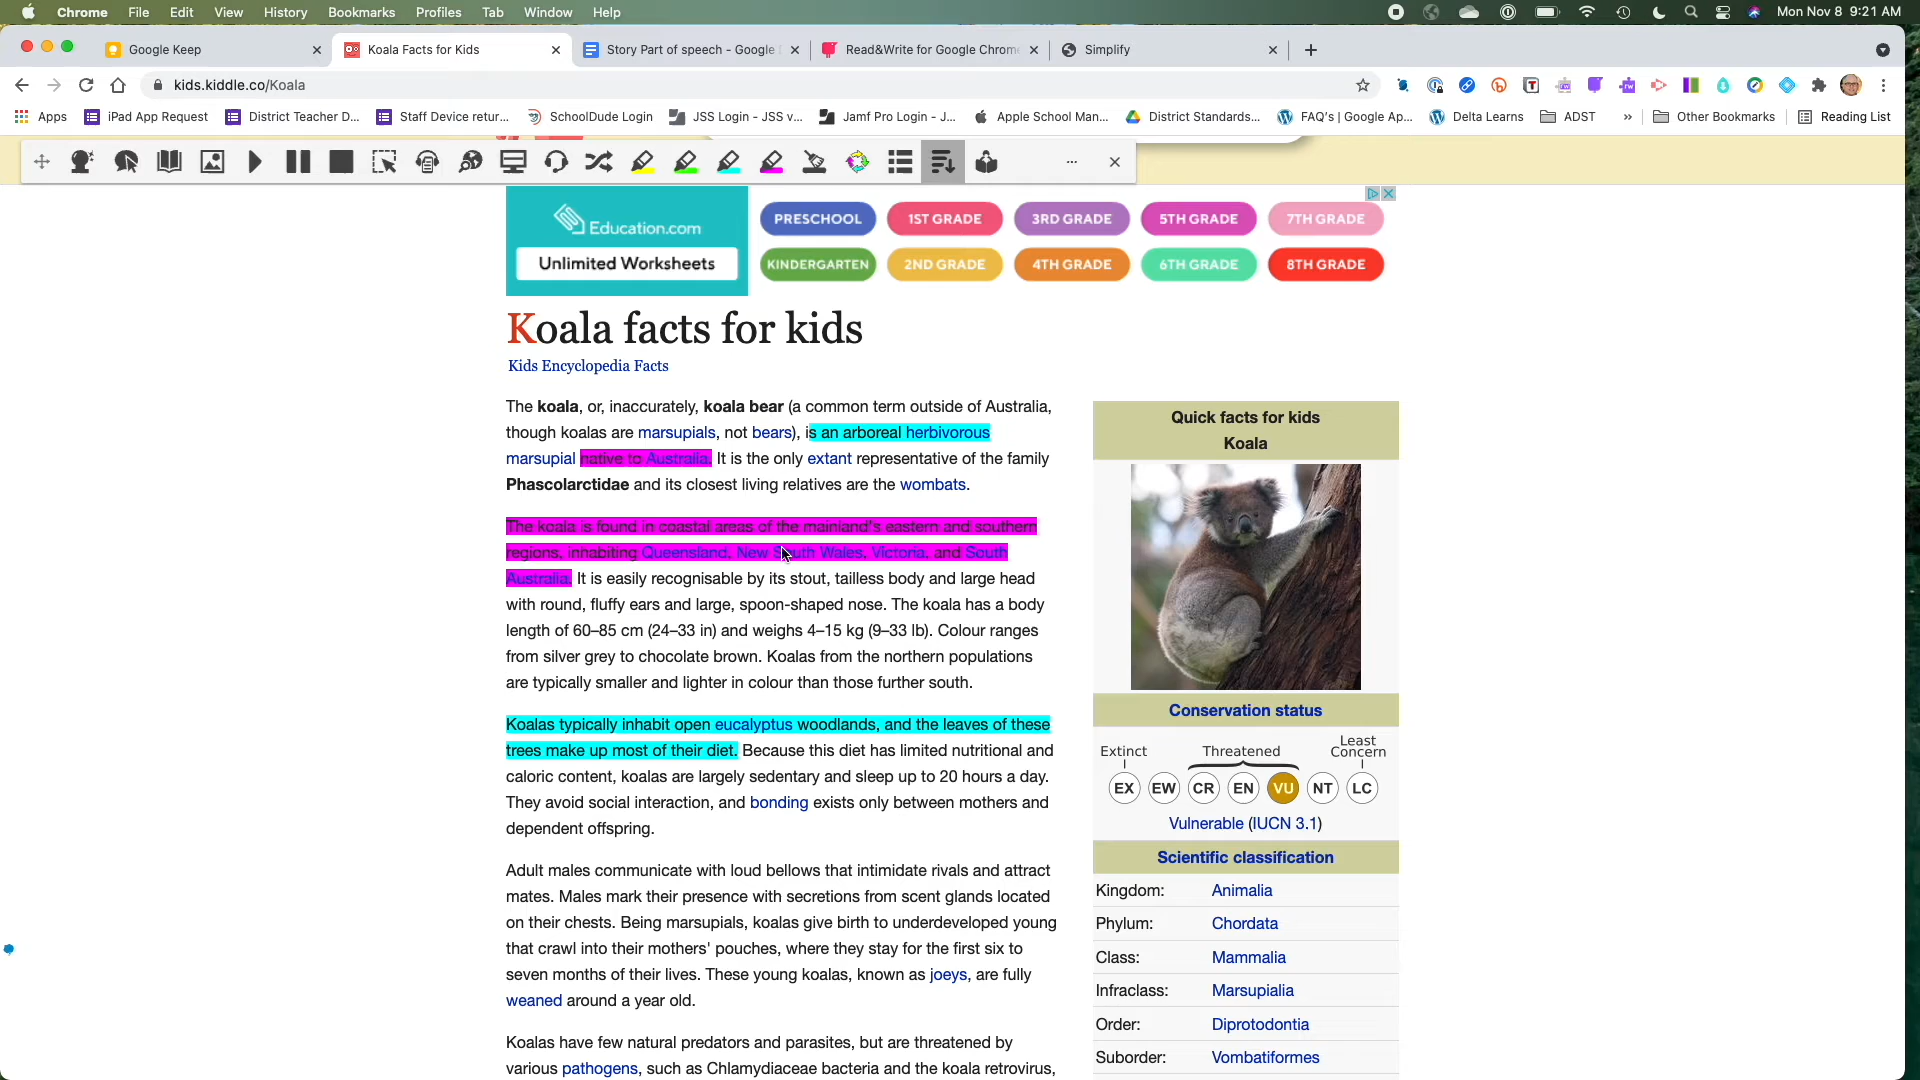 Chrome File Edit View History Bookmarks Profiles Tab Window Help Mon Nov 8 9:21 AM
Google Keep
Koala Facts for Kids
Story Part of speech - Google
Read&Write for Google Chrome
Simplify
kids.kiddle.co/Koala
Apps iPad App Request District Teacher D... Staff Device retur... SchoolDude Login JSS Login - JSS v... Jamf Pro Login - J... Apple School Man... District Standards... FAQ's | Google Ap... Delta Learns ADST » Other Bookmarks Reading List
Education.com
Unlimited Worksheets
PRESCHOOL 1ST GRADE 3RD GRADE 5TH GRADE 7TH GRADE
KINDERGARTEN 2ND GRADE 4TH GRADE 6TH GRADE 8TH GRADE
Koala facts for kids
Kids Encyclopedia Facts
The koala, or, inaccurately, koala bear (a common term outside of Australia,
though koalas are marsupials, not bears), is an arboreal herbivorous
marsupial native to Australia. It is the only extant representative of the family
Phascolarctidae and its closest living relatives are the wombats.
The koala is found in coastal areas of the mainland's eastern and southern
regions, inhabiting Queensland, New South Wales, Victoria, and South
Australia. It is easily recognisable by its stout, tailless body and large head
with round, fluffy ears and large, spoon-shaped nose. The koala has a body
length of 60–85 cm (24–33 in) and weighs 4–15 kg (9–33 lb). Colour ranges
from silver grey to chocolate brown. Koalas from the northern populations
are typically smaller and lighter in colour than those further south.
Koalas typically inhabit open eucalyptus woodlands, and the leaves of these
trees make up most of their diet. Because this diet has limited nutritional and
caloric content, koalas are largely sedentary and sleep up to 20 hours a day.
They avoid social interaction, and bonding exists only between mothers and
dependent offspring.
Adult males communicate with loud bellows that intimidate rivals and attract
mates. Males mark their presence with secretions from scent glands located
on their chests. Being marsupials, koalas give birth to underdeveloped young
that crawl into their mothers' pouches, where they stay for the first six to
seven months of their lives. These young koalas, known as joeys, are fully
weaned around a year old.
Koalas have few natural predators and parasites, but are threatened by
various pathogens, such as Chlamydiaceae bacteria and the koala retrovirus,
Quick facts for kids
Koala
Conservation status
Extinct Threatened Least
Concern
EX EW CR EN VU NT LC
Vulnerable (IUCN 3.1)
Scientific classification
Kingdom: Animalia
Phylum: Chordata
Class: Mammalia
Infraclass: Marsupialia
Order: Diprotodontia
Suborder: Vombatiformes